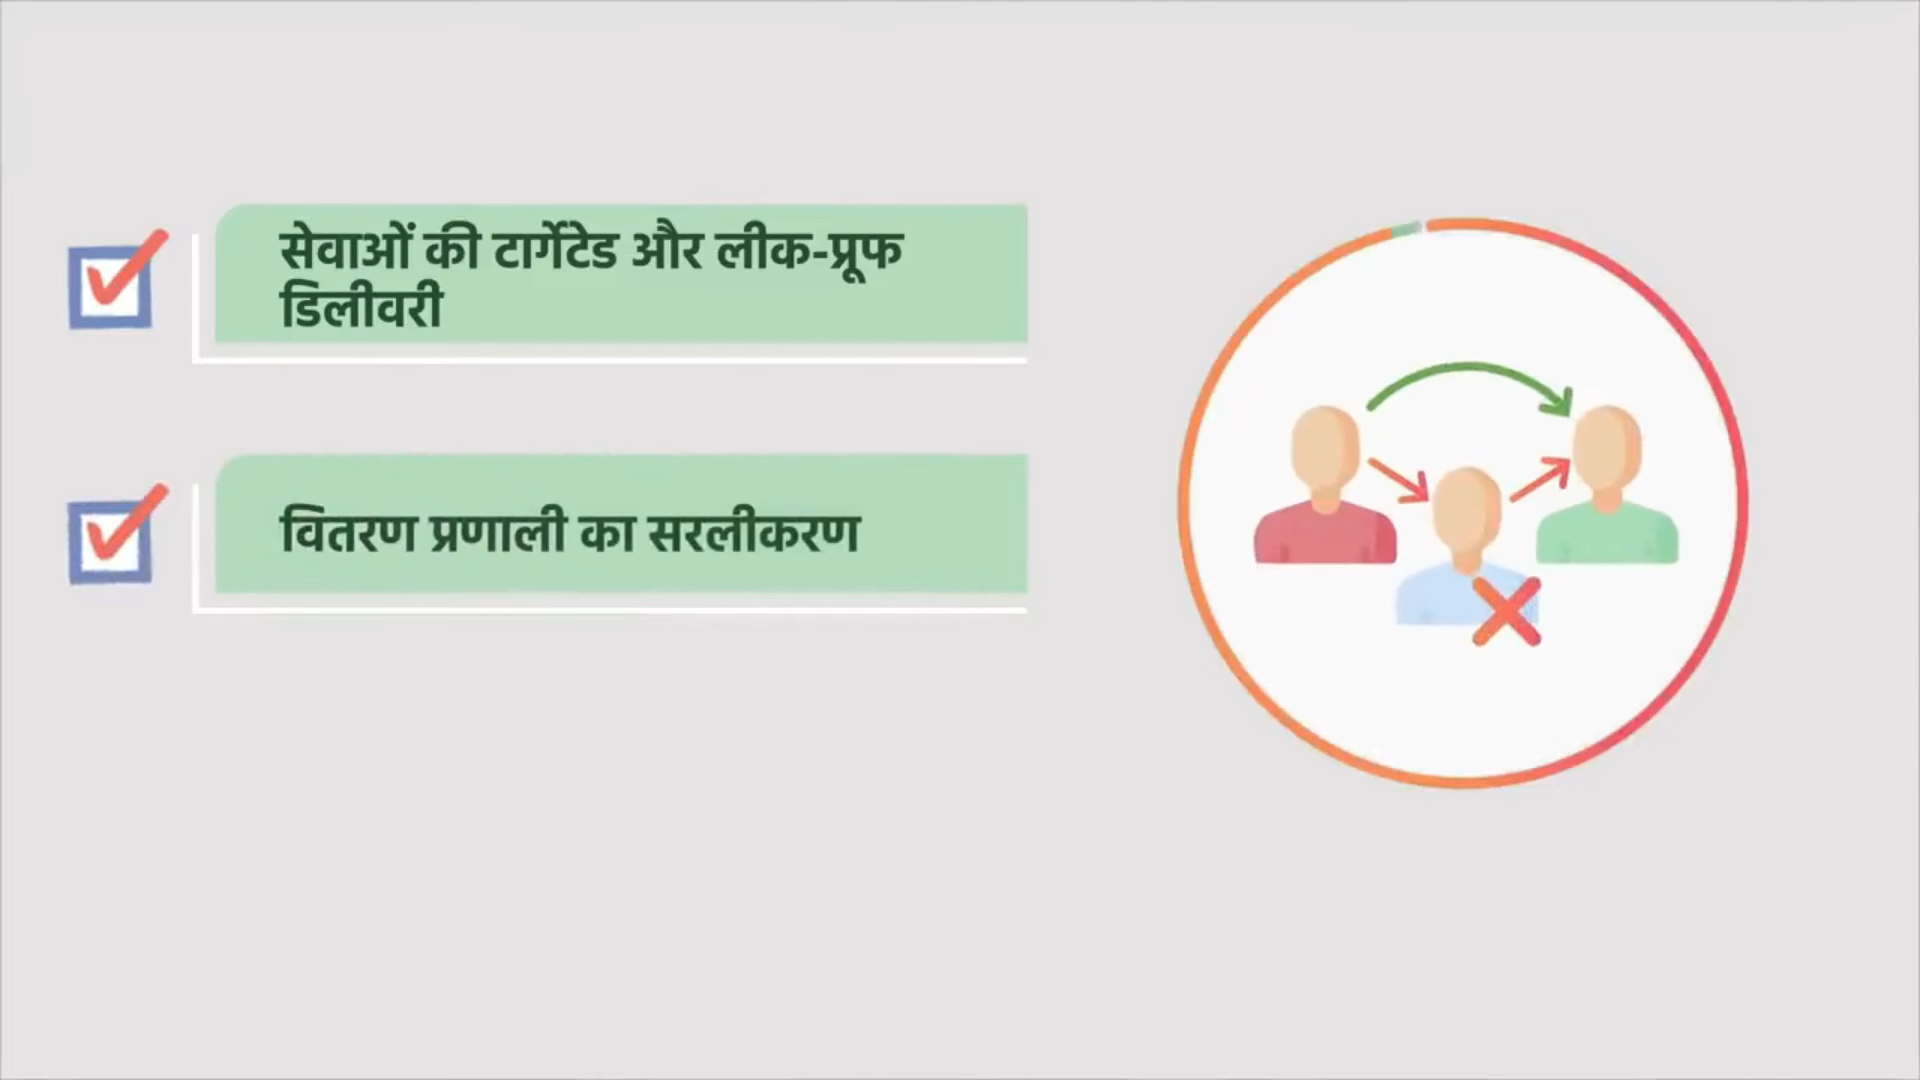 सेवाओं की टार्गेटेड और लीक-प्रूफ
डिलीवरी
वितरण प्रणाली का सरलीकरण